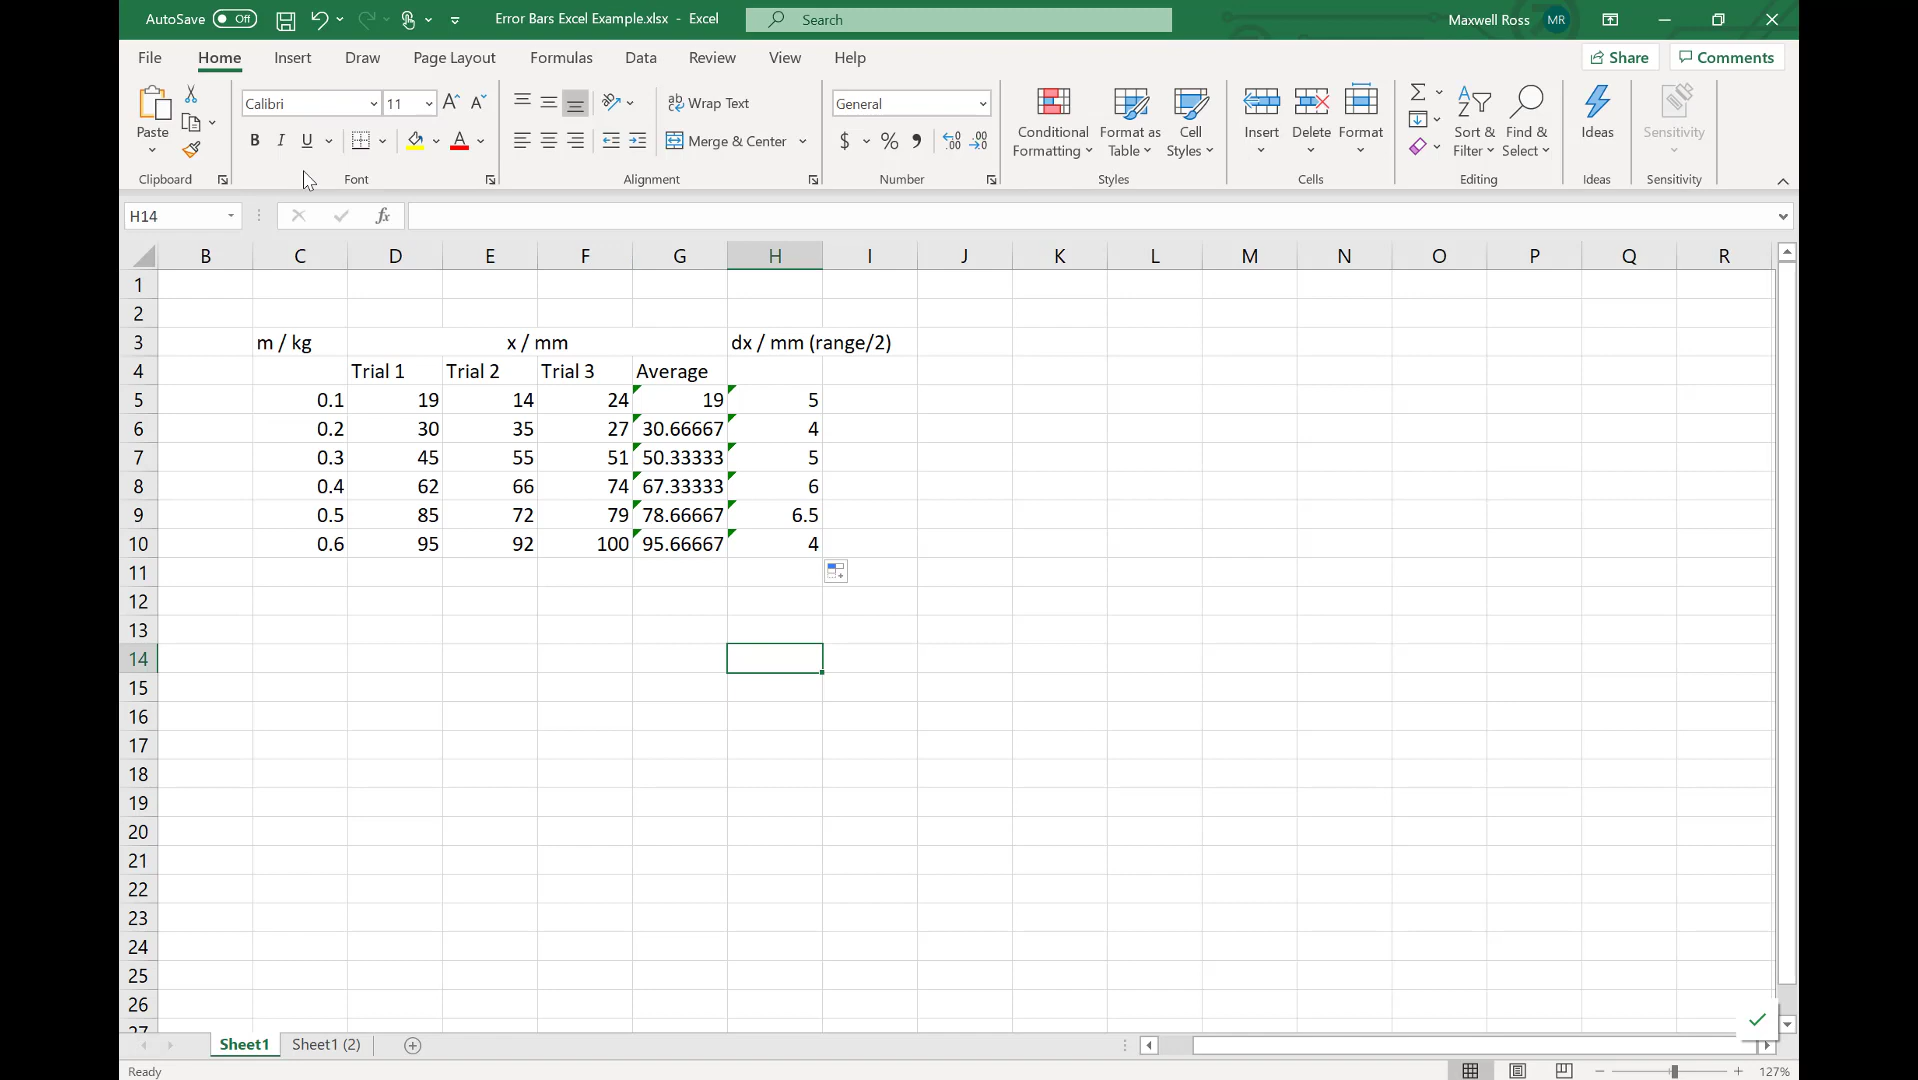 AutoSave Off Error Bars Excel Example.xlsx - Excel Search Maxwell Ross MR
File Home Insert Draw Page Layout Formulas Data Review View Help Share Comments
Paste
Clipboard
Calibri 11
B I U A
Font
ab Wrap Text
Merge & Center
Alignment
General
$ % 9 .00 .00
Number
Conditional Formatting
Format as Table
Cell Styles
Styles
Insert Delete Format
Cells
Sort & Filter
Find & Select
Editing
Ideas
Ideas
Sensitivity
Sensitivity
H14 fx
B C D E F G H I J K L M N O P Q R
1
2
3 m / kg x / mm dx / mm (range/2)
4 Trial 1 Trial 2 Trial 3 Average
5 0.1 19 14 24 19 5
6 0.2 30 35 27 30.66667 4
7 0.3 45 55 51 50.33333 5
8 0.4 62 66 74 67.33333 6
9 0.5 85 72 79 78.66667 6.5
10 0.6 95 92 100 95.66667 4
11
12
13
14
15
16
17
18
19
20
21
22
23
24
25
26
27
Sheet1 Sheet1 (2)
Ready 127%